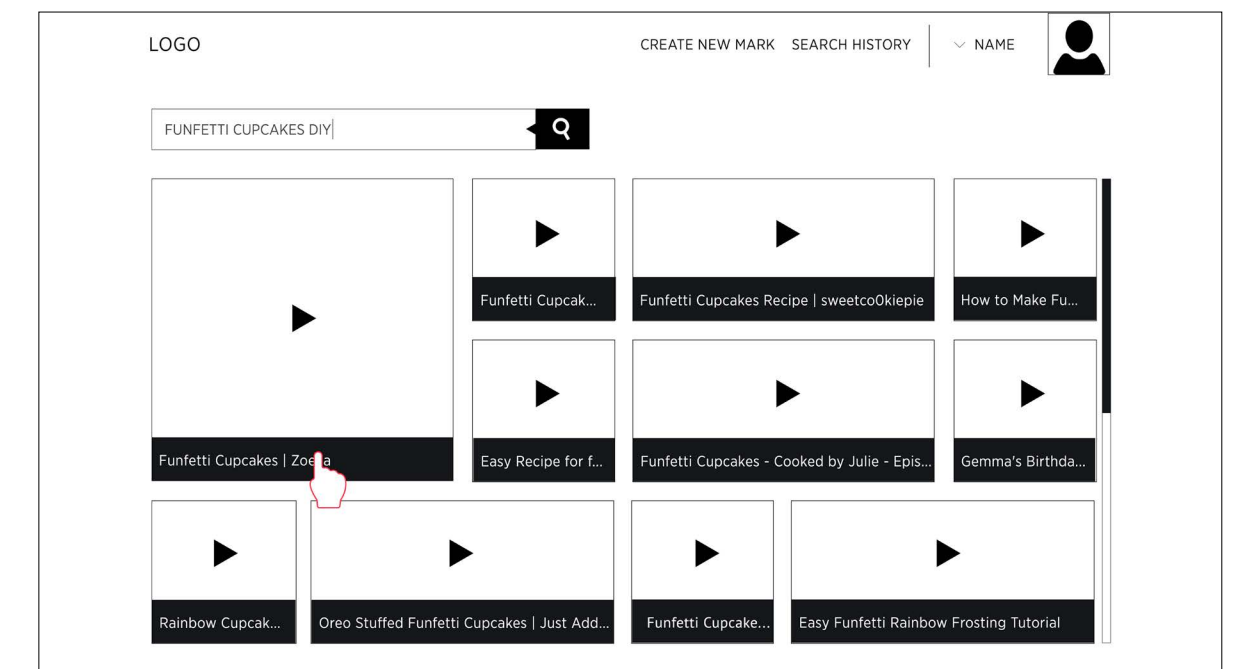 LOGO
CREATE NEW MARK
SEARCH HISTORY
NAME
FUNFETTI CUPCAKES DIY
Funfetti Cupcak...
Funfetti Cupcakes Recipe | sweetco0kiepie
How to Make Fu...
Funfetti Cupcakes | Zoella
Easy Recipe for f...
Funfetti Cupcakes - Cooked by Julie - Epis...
Gemma's Birthda...
Rainbow Cupcak...
Oreo Stuffed Funfetti Cupcakes | Just Add...
Funfetti Cupcake...
Easy Funfetti Rainbow Frosting Tutorial